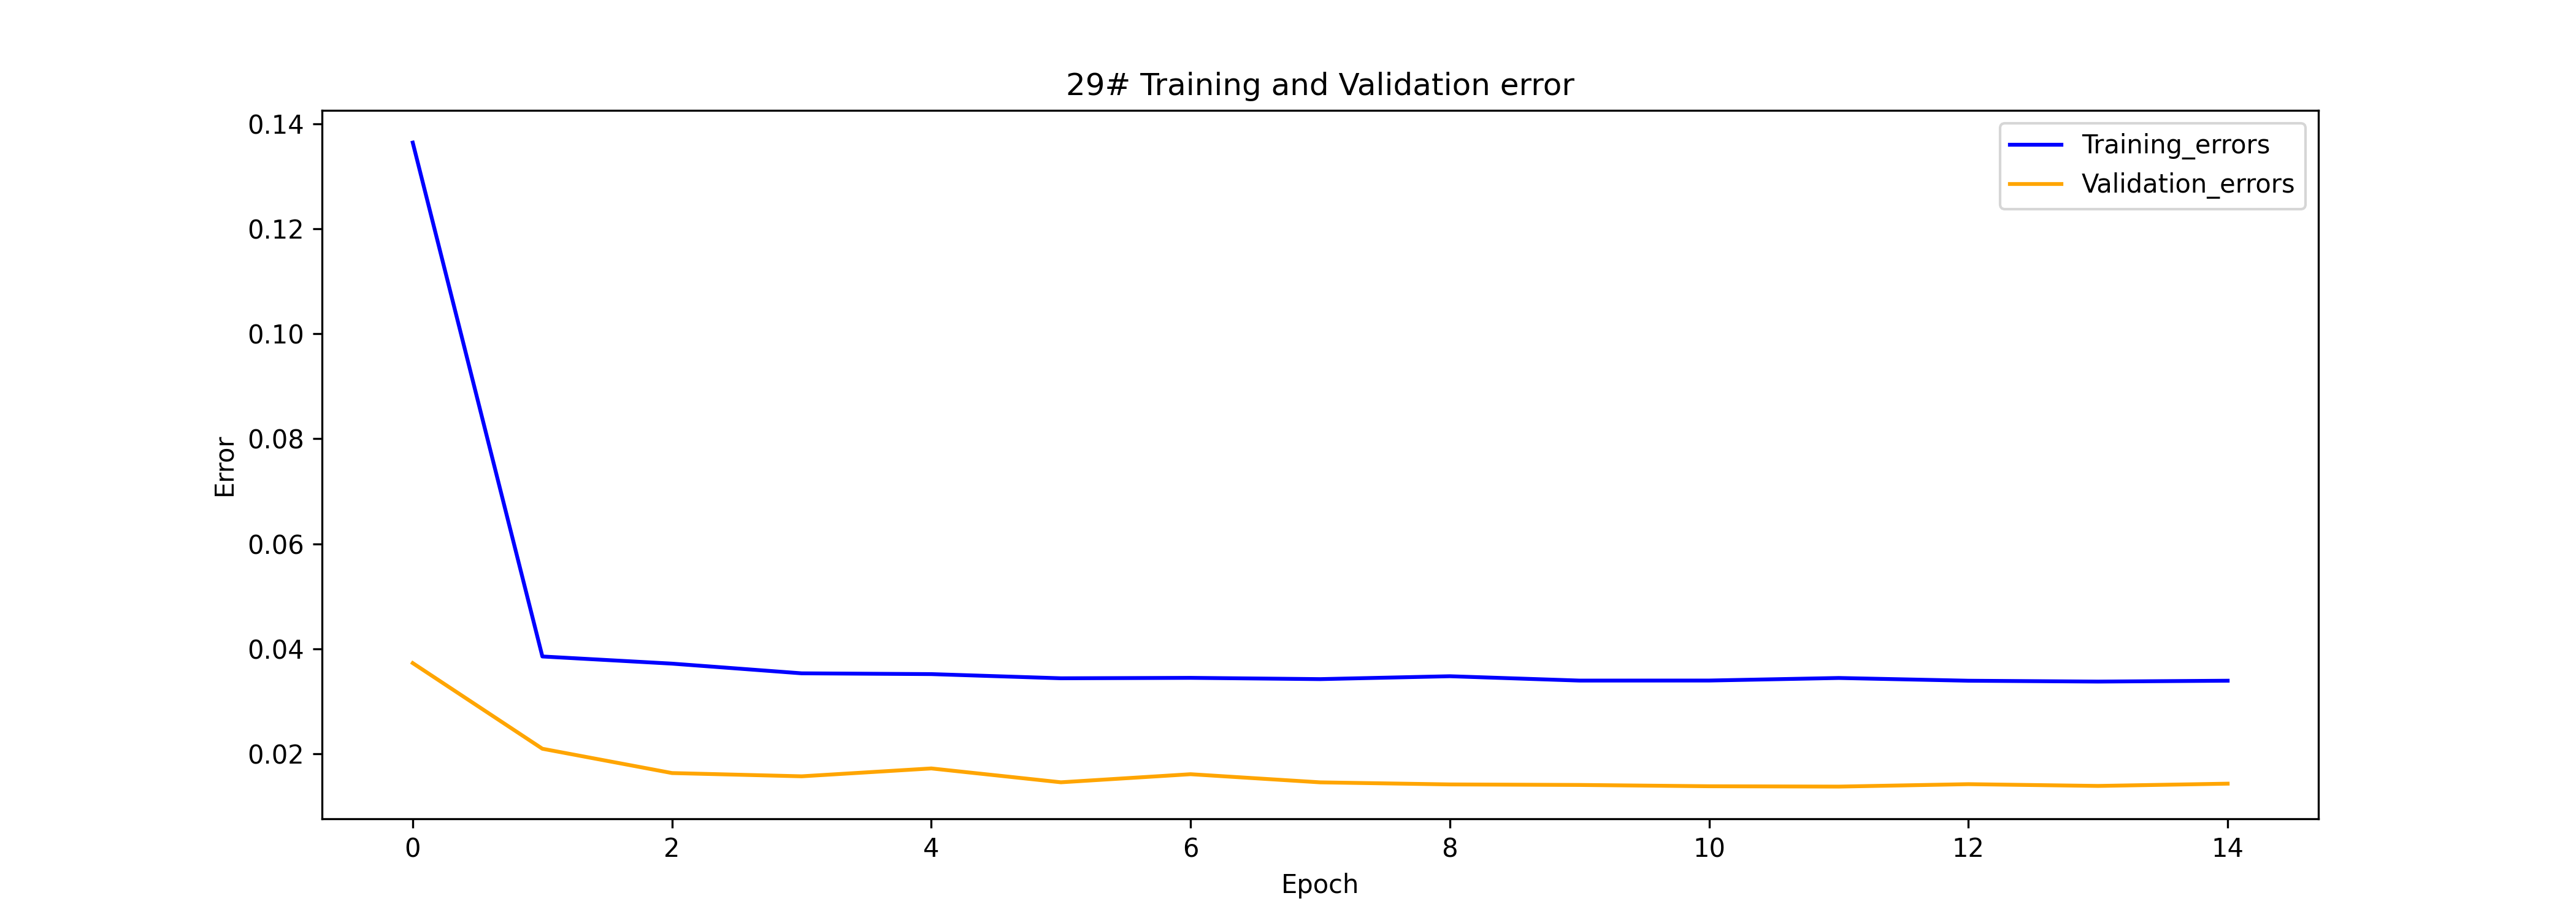 29# Training and Validation error
Training_errors
Validation_errors
0.14
0.12
0.10
0.08
0.06
0.04
0.02
Error
0 2 4 6 8 10 12 14
Epoch